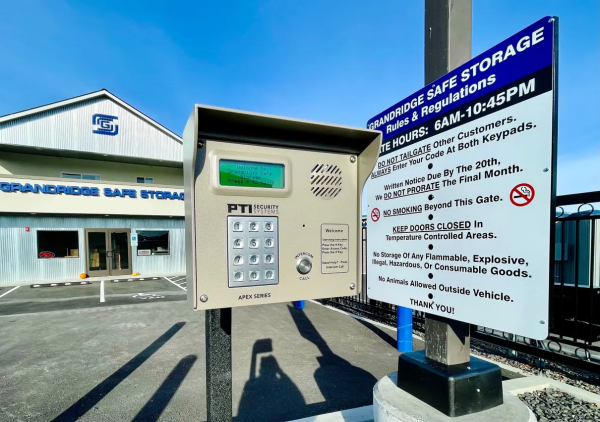 GRANDRIDGE SAFE STORAGE
PTI SECURITY
SYSTEMS
Welcome
INTERCOM
CALL
APEX SERIES
GRANDRIDGE SAFE STORAGE
Rules & Regulations
TE HOURS: 6AM-10:45PM
DO NOT TAILGATE Other Customers.
ALWAYS Enter Your Code At Both Keypads.
Written Notice Due By The 20th,
We DO NOT PRORATE The Final Month.
NO SMOKING Beyond This Gate.
KEEP DOORS CLOSED In
Temperature Controlled Areas.
No Storage Of Any Flammable, Explosive,
Illegal, Hazardous, Or Consumable Goods.
No Animals Allowed Outside Vehicle.
THANK YOU!